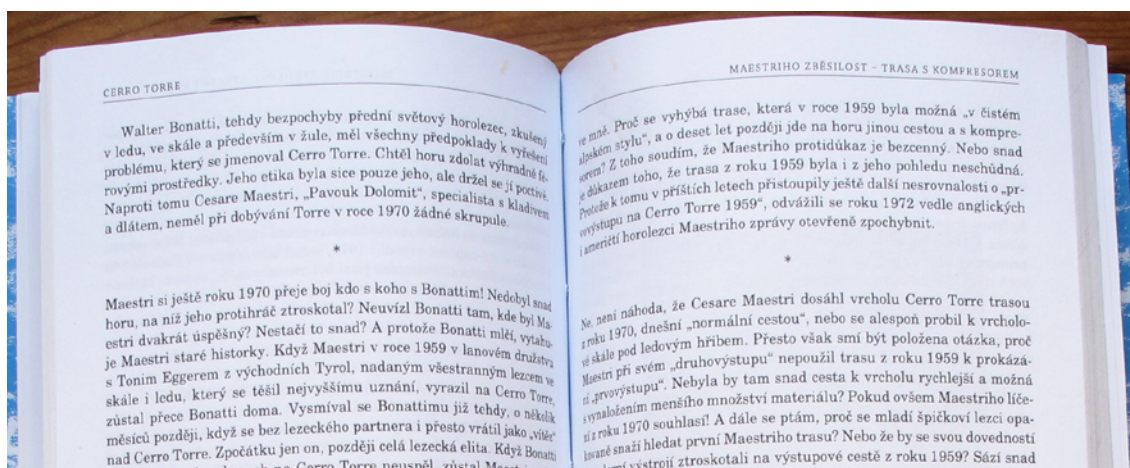 CERRO TORRE
Walter Bonatti, tehdy bezpochyby přední světový horolezec, zkušený
v ledu, ve skále a především v žule, měl všechny předpoklady k vyřešení
problému, který se jmenoval Cerro Torre. Chtěl horu zdolat výhradně fé-
rovými prostředky. Jeho etika byla sice pouze jeho, ale držel se jí poctivě.
Naproti tomu Cesare Maestri, „Pavouk Dolomit“, specialista s kladivem
a dlátem, neměl při dobývání Torre v roce 1970 žádné skrupule.
*
Maestri si ještě roku 1970 přeje boj kdo s koho s Bonattim! Nedobyl snad
horu, na níž jeho protihráč ztroskotal? Neuvízl Bonatti tam, kde byl Ma-
estri dvakrát úspěšný? Nestačí to snad? A protože Bonatti mlčí, vytahu-
je Maestri staré historky. Když Maestri v roce 1959 v lanovém družstvu
s Tonim Eggerem z východních Tyrol, nadaným všestranným lezcem ve
skále i ledu, který se těšil nejvyššímu uznání, vyrazil na Cerro Torre,
zůstal přece Bonatti doma. Vysmíval se Bonattimu již tehdy, o několik
měsíců později, když se bez lezeckého partnera i přesto vrátil jako „vítěz“
nad Cerro Torre. Zpočátku jen on, později celá lezecká elita. Když Bonatti
na Cerro Torre neuspěl, zůstal
MAESTRIHO ZBĚSILOST – TRASA S KOMPRESOREM
ve mně. Proč se vyhýbá trase, která v roce 1959 byla možná „v čistém
alpském stylu“, a o deset let později jde na horu jinou cestou a s kompre-
sorem? Z toho soudím, že Maestriho protidůkaz je bezcenný. Nebo snad
je důkazem toho, že trasa z roku 1959 byla i z jeho pohledu neschůdná.
Protože k tomu v příštích letech přistoupily ještě další nesrovnalosti o „pr-
vovýstupu na Cerro Torre 1959“, odvážili se roku 1972 vedle anglických
i američtí horolezci Maestriho zprávy otevřeně zpochybnit.
*
Ne, není náhoda, že Cesare Maestri dosáhl vrcholu Cerro Torre trasou
z roku 1970, dnešní „normální cestou“, nebo se alespoň probil k vrcholo-
vé skále pod ledovým hřibem. Přesto však smí být položena otázka, proč
Maestri při svém „druhovýstupu“ nepoužil trasu z roku 1959 k prokázá-
ní „prvovýstupu“. Nebyla by tam snad cesta k vrcholu rychlejší a možná
s vynaložením menšího množství materiálu? Pokud ovšem Maestriho líče-
ní z roku 1970 souhlasí! A dále se ptám, proč se mladí špičkoví lezci opa-
kovaně snaží hledat první Maestriho trasu? Nebo že by se svou dovedností
výstrojí ztroskotali na výstupové cestě z roku 1959? Sází snad